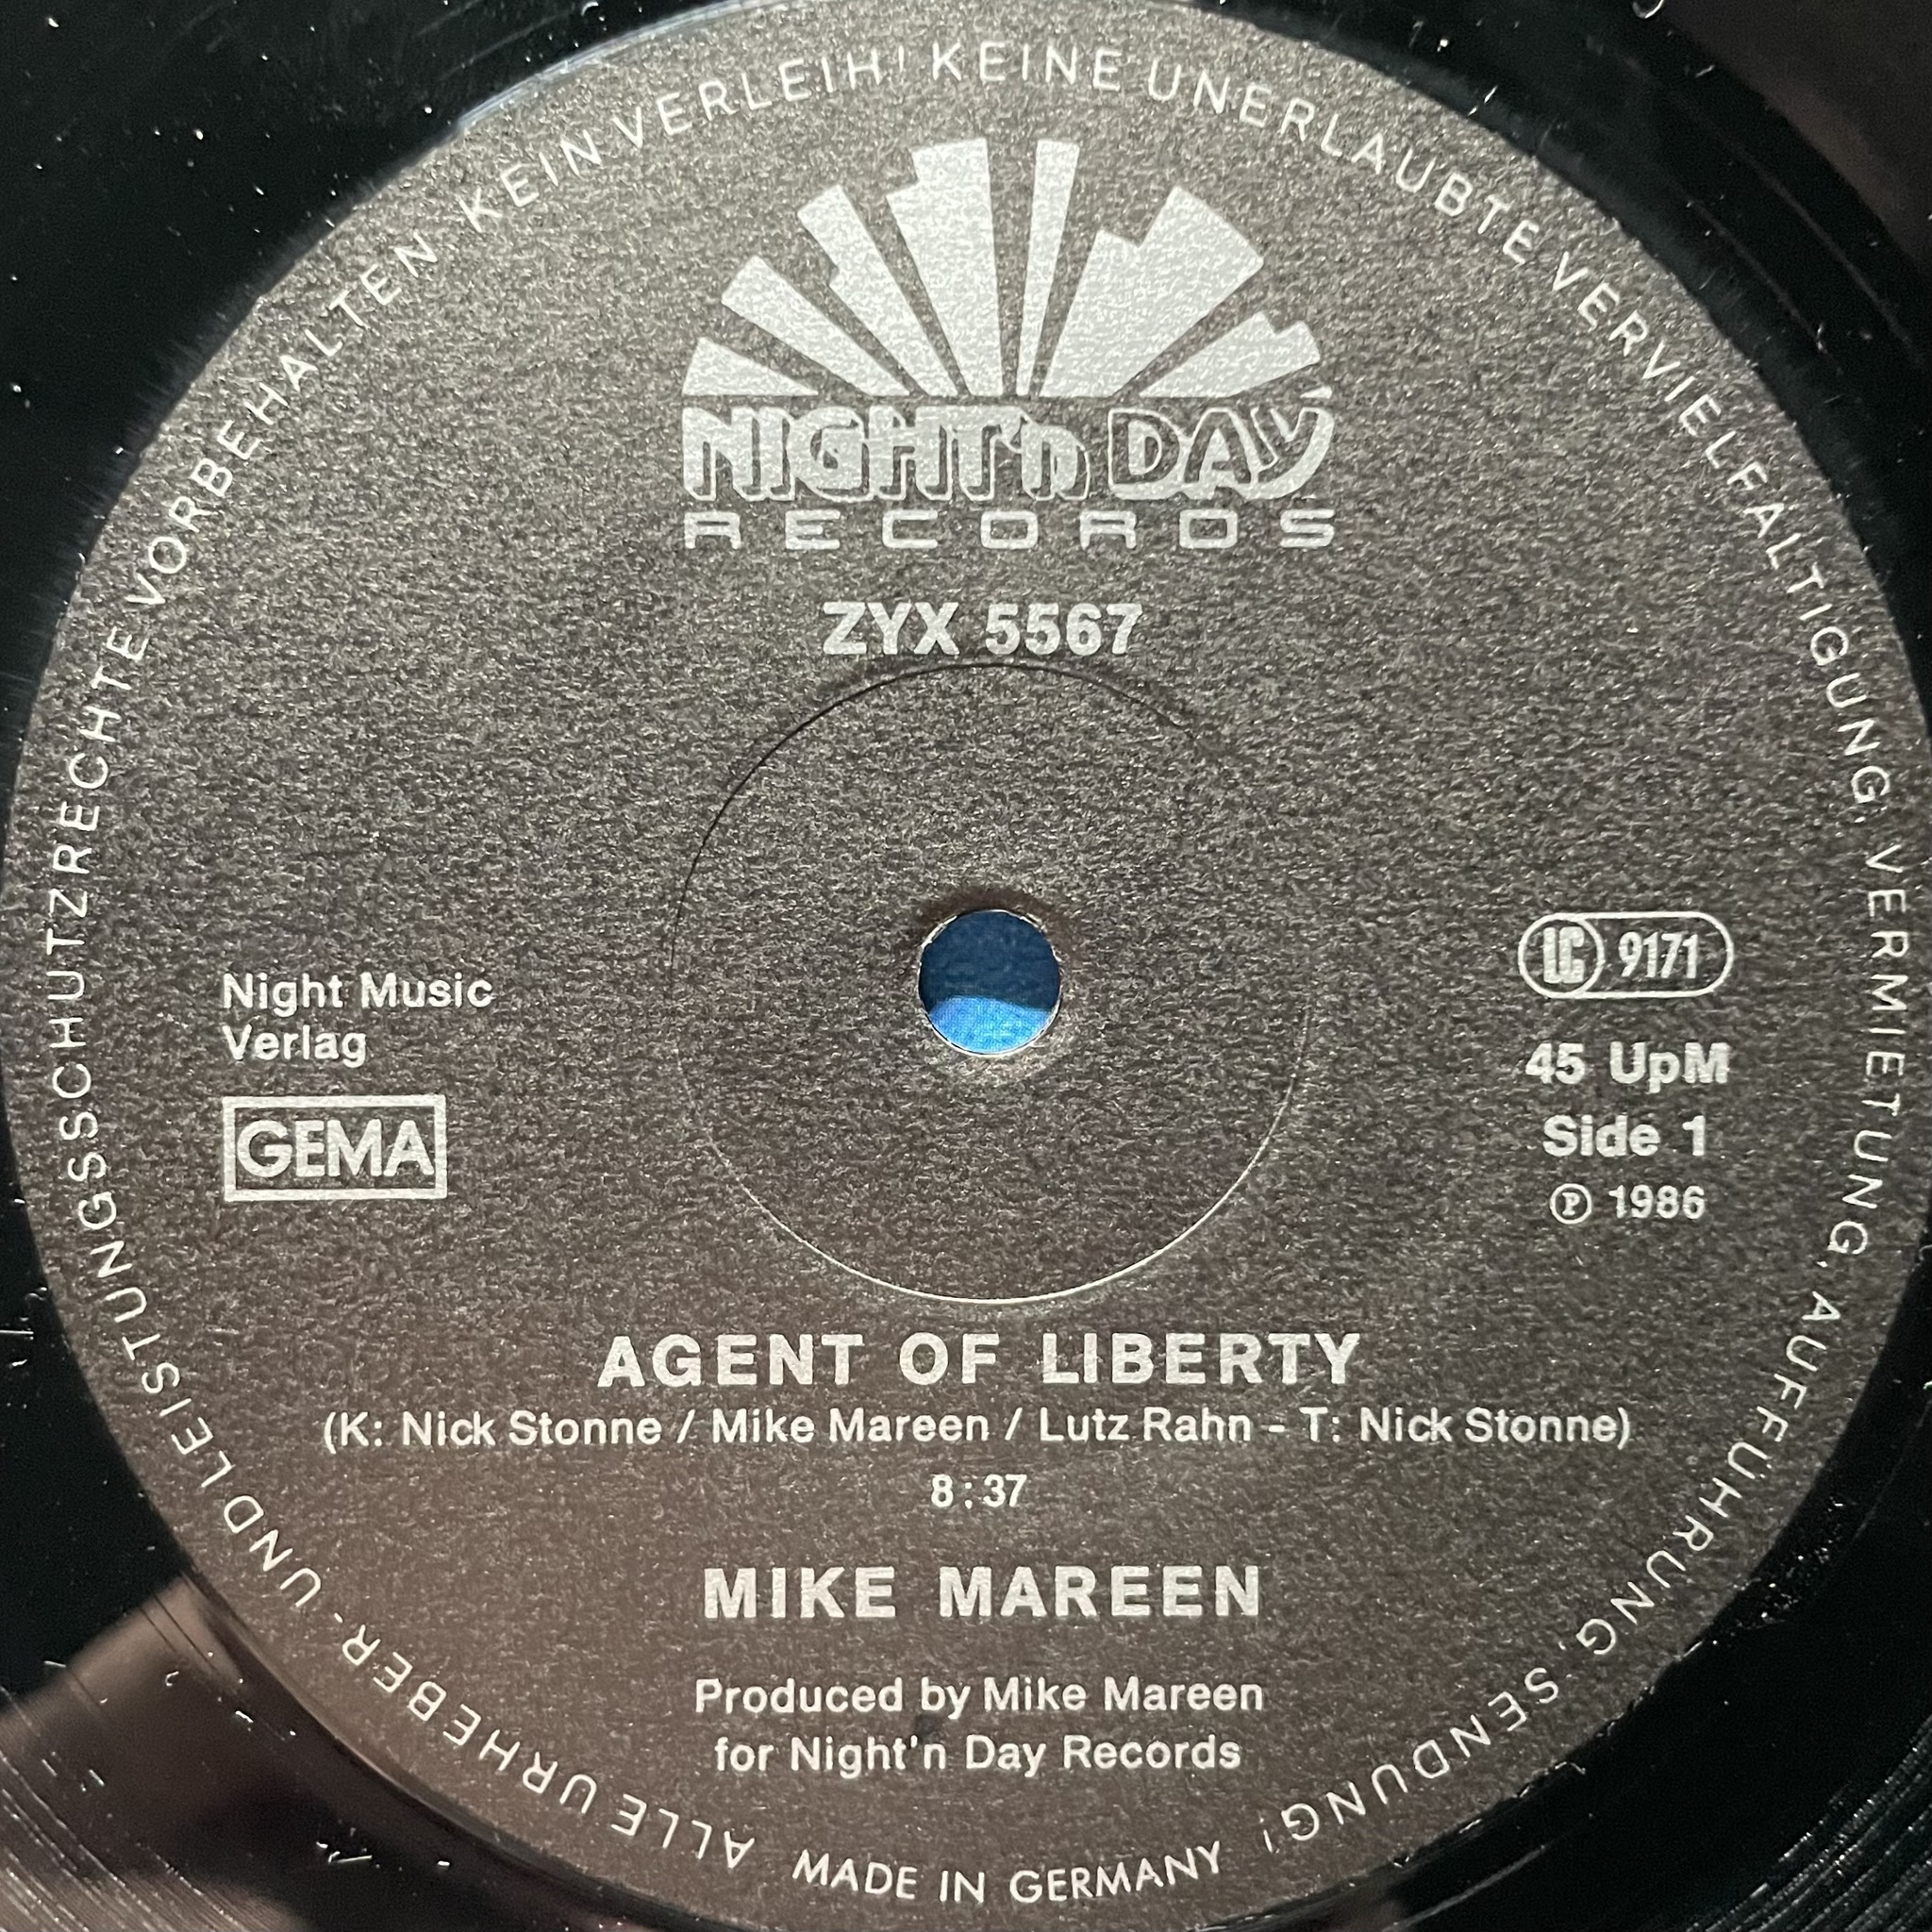 NIGHT'n DAY
RECORDS
ZYX 5567
Night Music
Verlag
GEMA
LC 9171
45 UpM
Side 1
℗ 1986
AGENT OF LIBERTY
(K: Nick Stonne / Mike Mareen / Lutz Rahn – T: Nick Stonne)
8:37
MIKE MAREEN
Produced by Mike Mareen
for Night'n Day Records
ALLE URHEBER- UND LEISTUNGSSCHUTZRECHTE VORBEHALTEN KEIN VERLEIH! KEINE UNERLAUBTE VERVIELFÄLTIGUNG, VERMIETUNG, AUFFÜHRUNG, SENDUNG!
MADE IN GERMANY